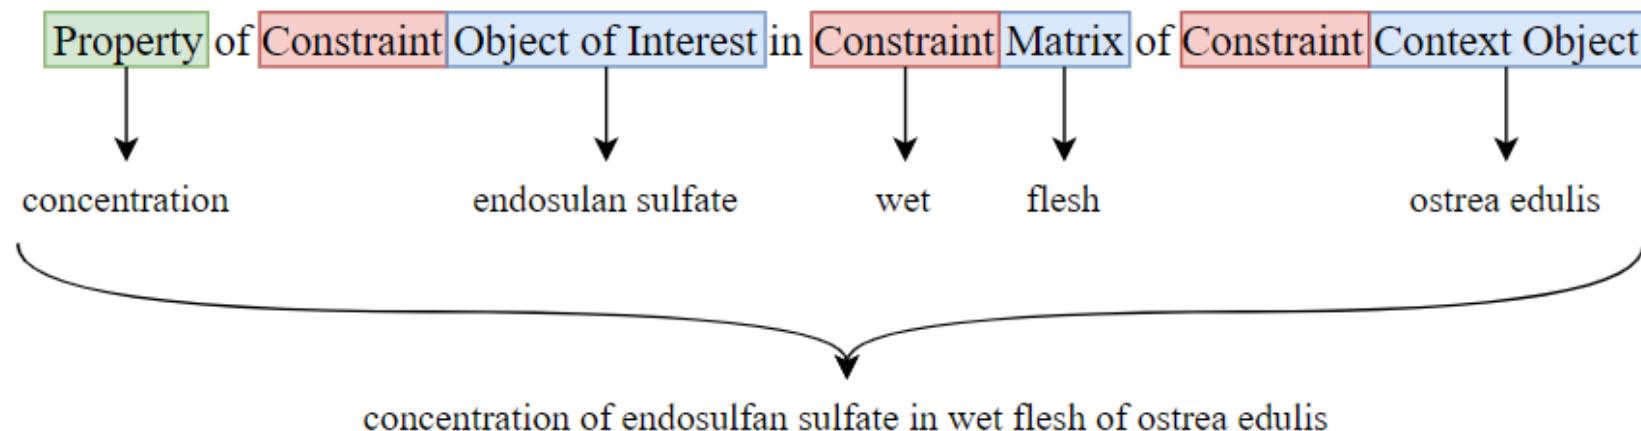 Property of Constraint Object of Interest in Constraint Matrix of Constraint Context Object
concentration endosulan sulfate wet flesh ostrea edulis
concentration of endosulfan sulfate in wet flesh of ostrea edulis